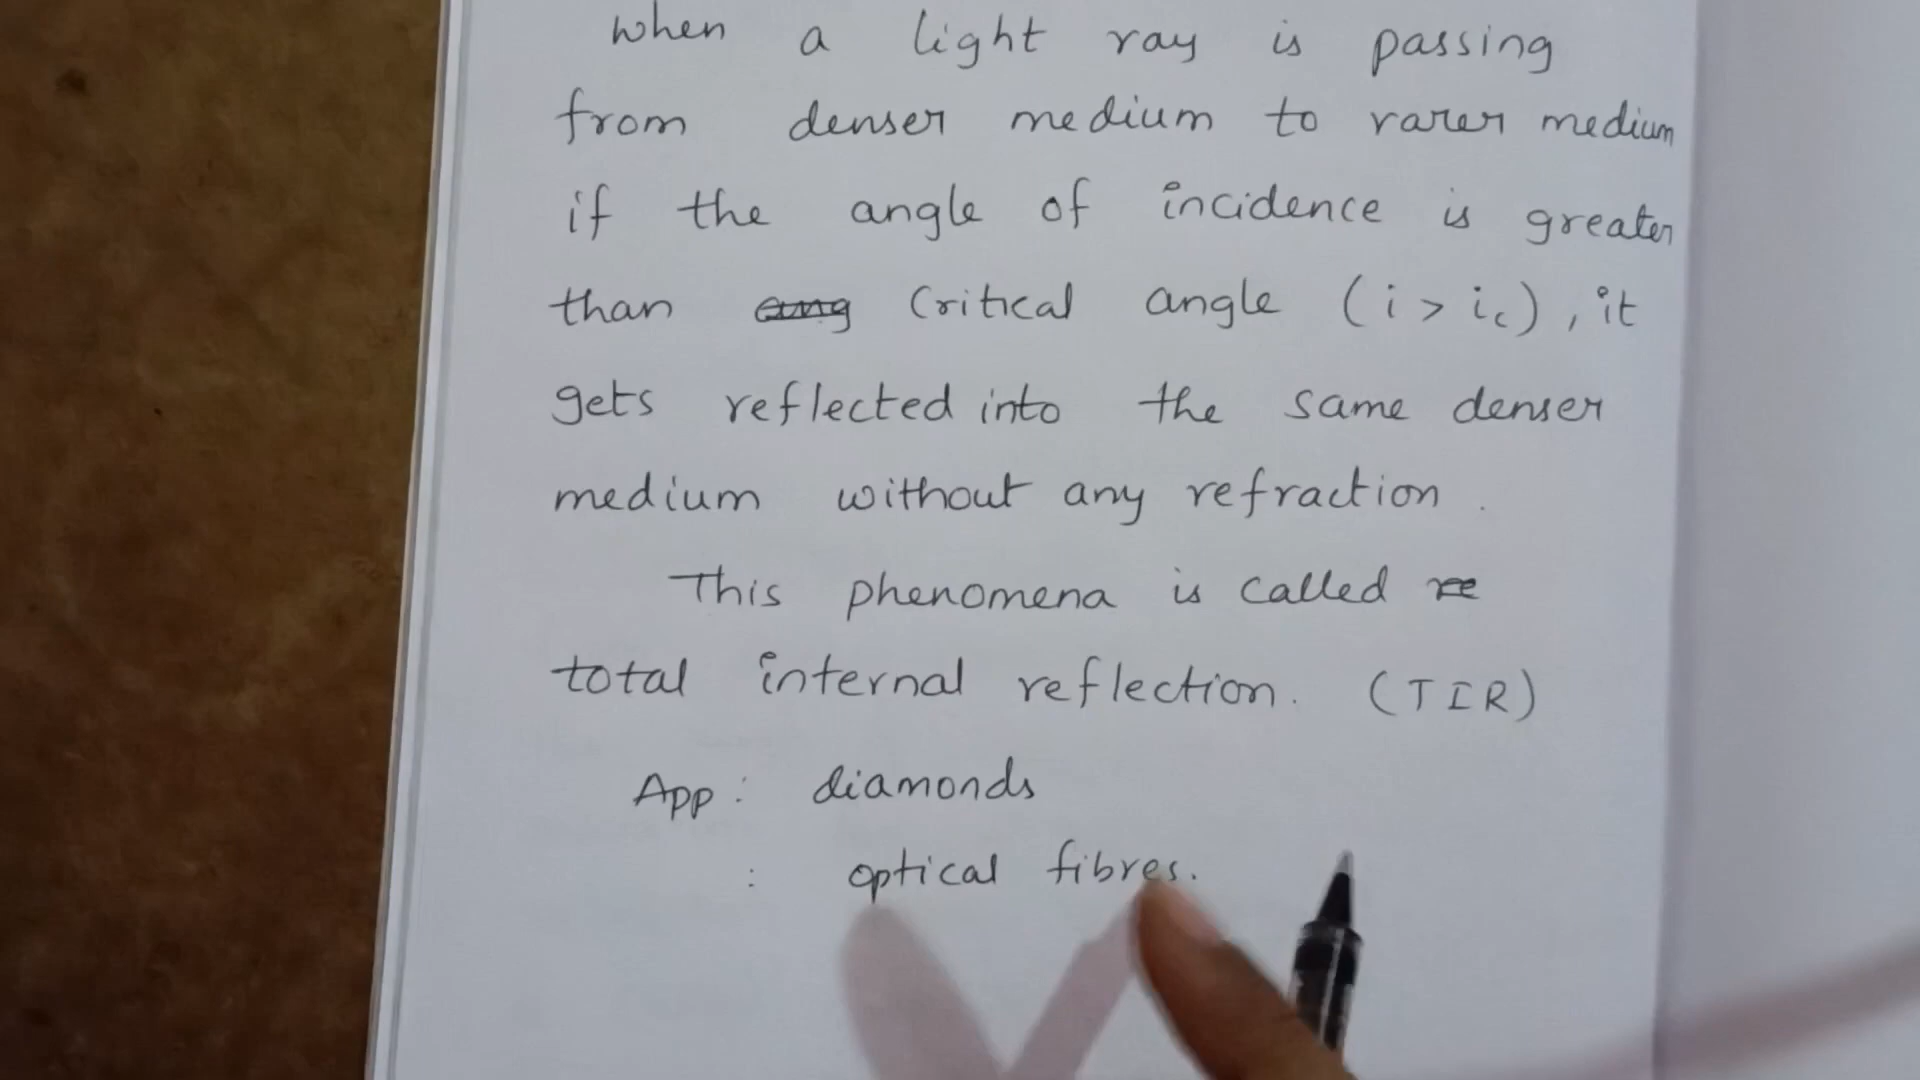 when a light ray is passing
from denser medium to rarer medium
if the angle of incidence is greater
than critical angle (i > ic), it
gets reflected into the same denser
medium without any refraction.
This phenomena is called
total internal reflection. (TIR)
App: diamonds
: optical fibres.